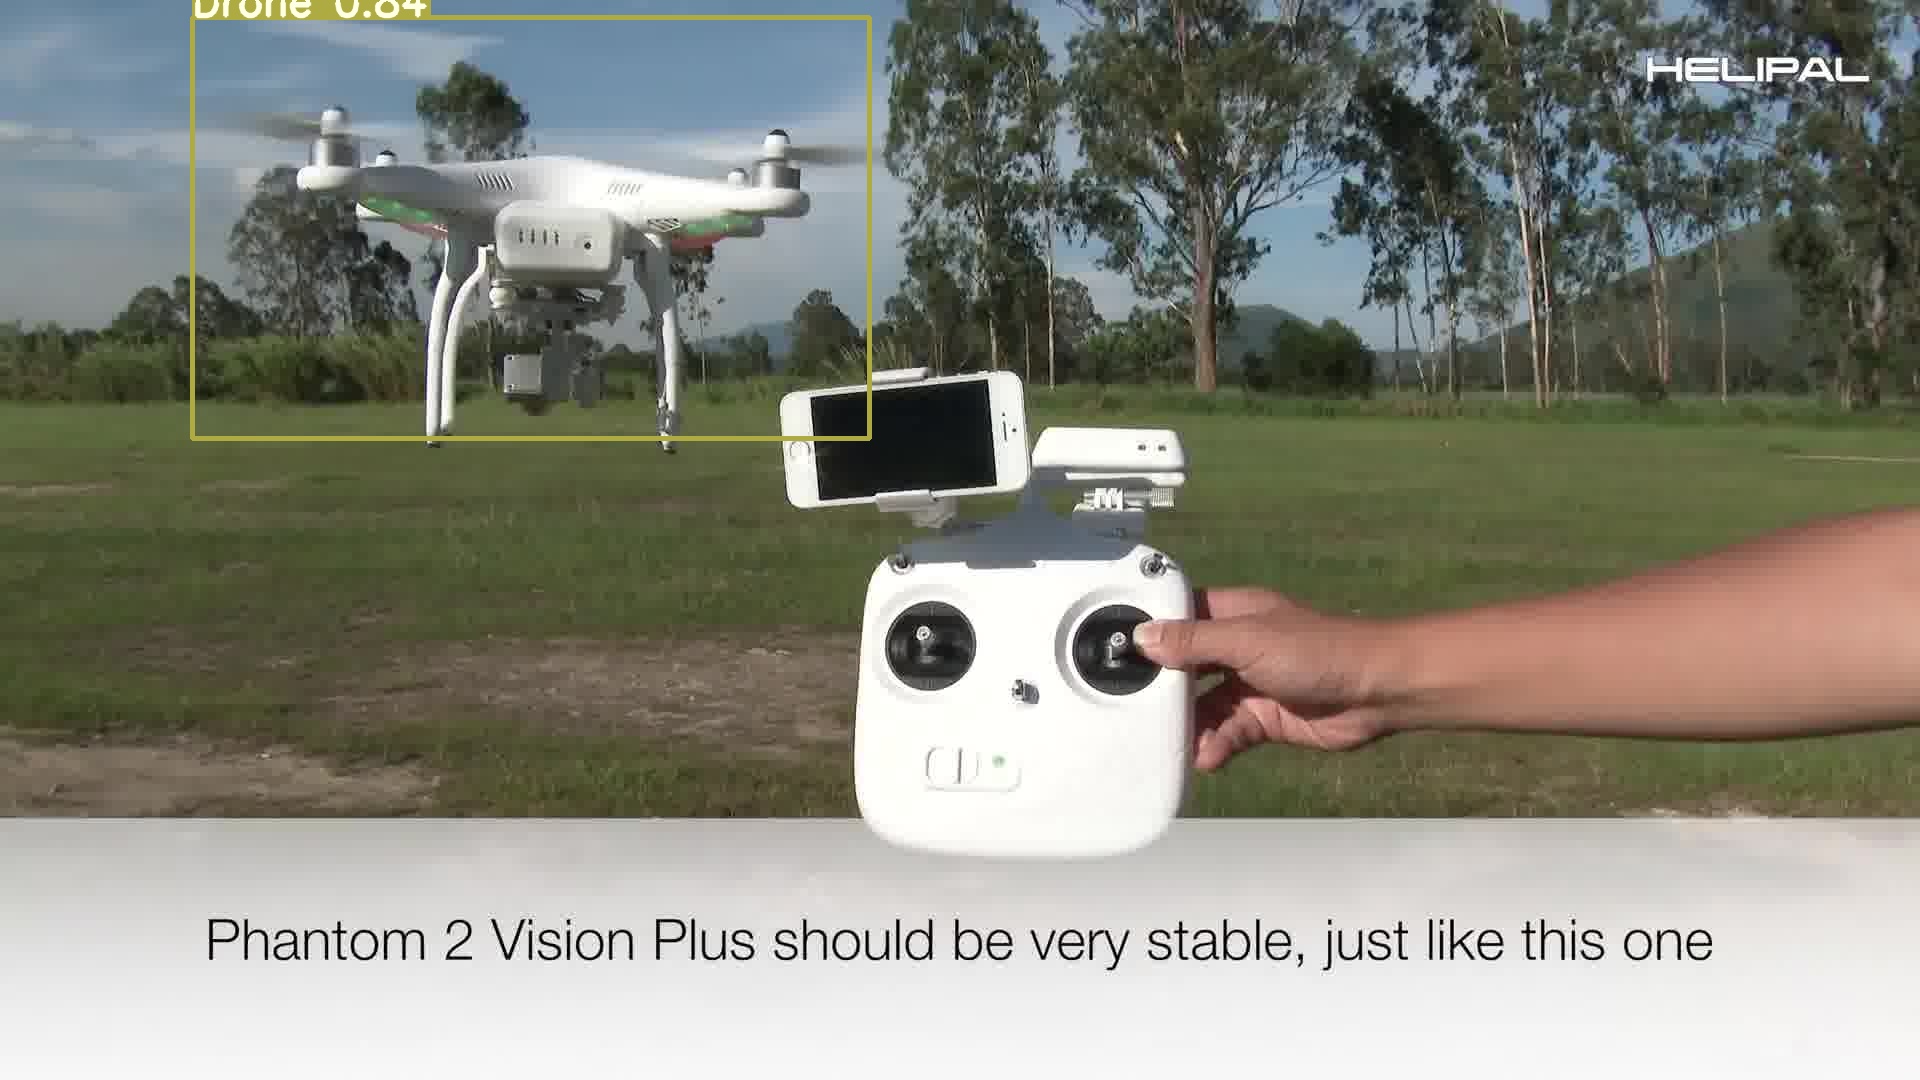 Drone 0.84
HELIPAL
Phantom 2 Vision Plus should be very stable, just like this one